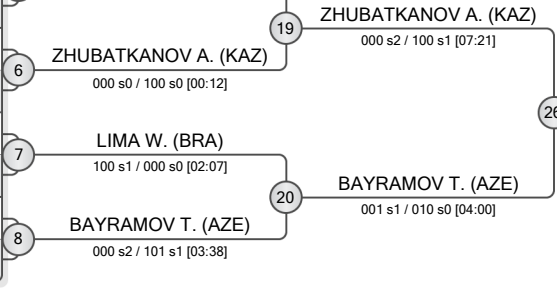 ZHUBATKANOV A. (KAZ)
19
000 s2 / 100 s1 [07:21]
ZHUBATKANOV A. (KAZ)
6
000 s0 / 100 s0 [00:12]
26
LIMA W. (BRA)
7
100 s1 / 000 s0 [02:07]
BAYRAMOV T. (AZE)
20
001 s1 / 010 s0 [04:00]
BAYRAMOV T. (AZE)
8
000 s2 / 101 s1 [03:38]